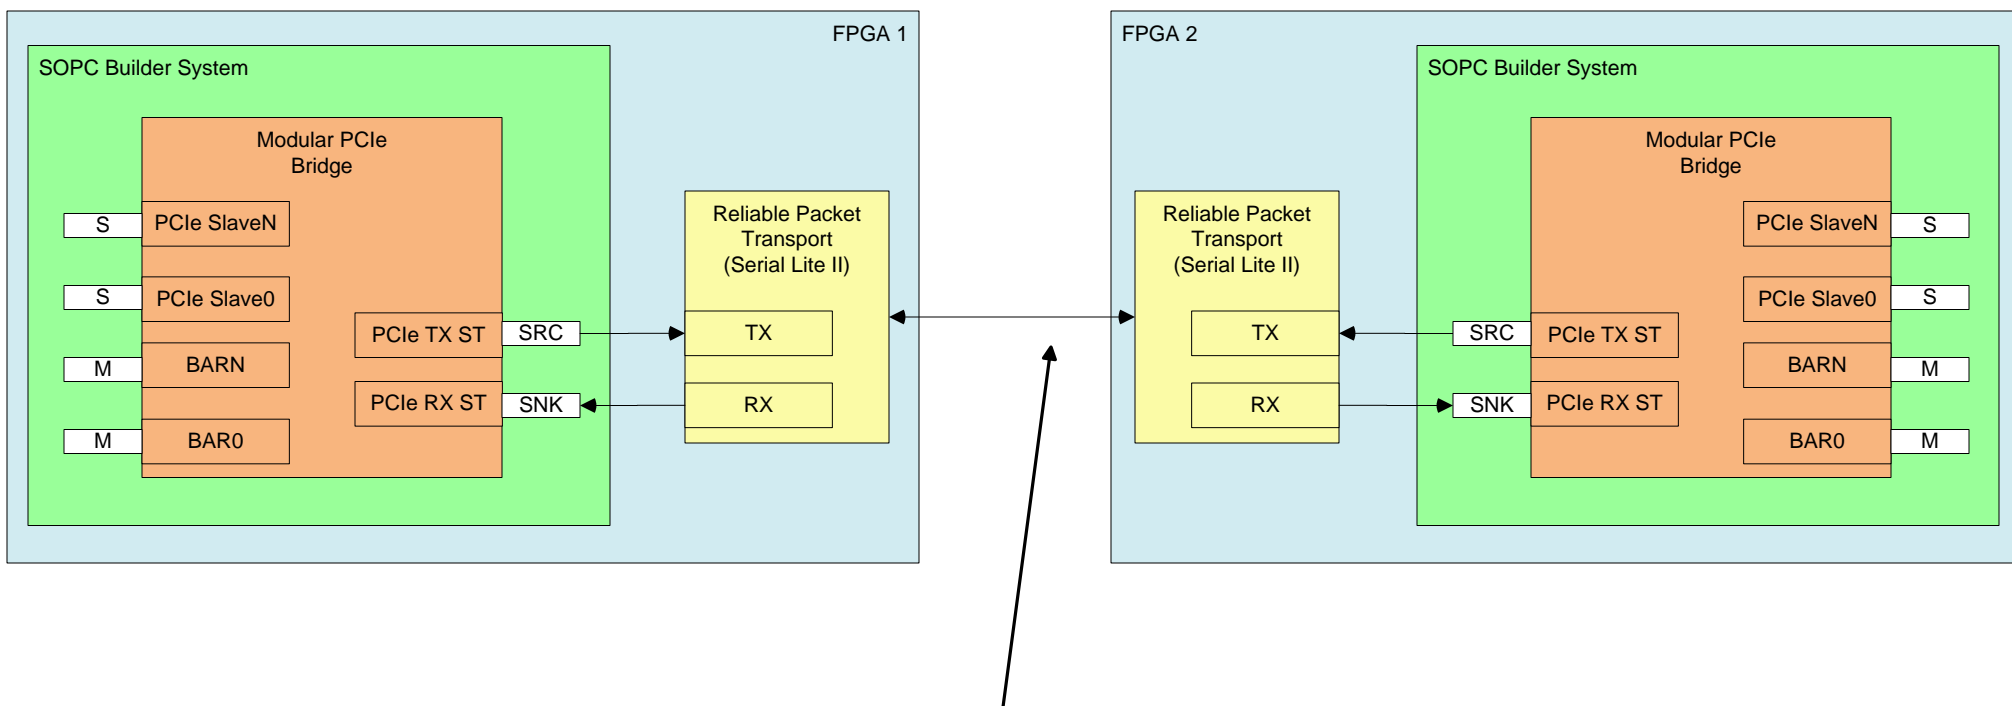 FPGA 1
SOPC Builder System
Modular PCIe
Bridge
S
PCIe SlaveN
S
PCIe Slave0
M
BARN
M
BAR0
PCIe TX ST
SRC
PCIe RX ST
SNK
Reliable Packet
Transport
(Serial Lite II)
TX
RX
FPGA 2
Reliable Packet
Transport
(Serial Lite II)
TX
RX
SOPC Builder System
Modular PCIe
Bridge
SRC
PCIe TX ST
SNK
PCIe RX ST
PCIe SlaveN
S
PCIe Slave0
S
BARN
M
BAR0
M